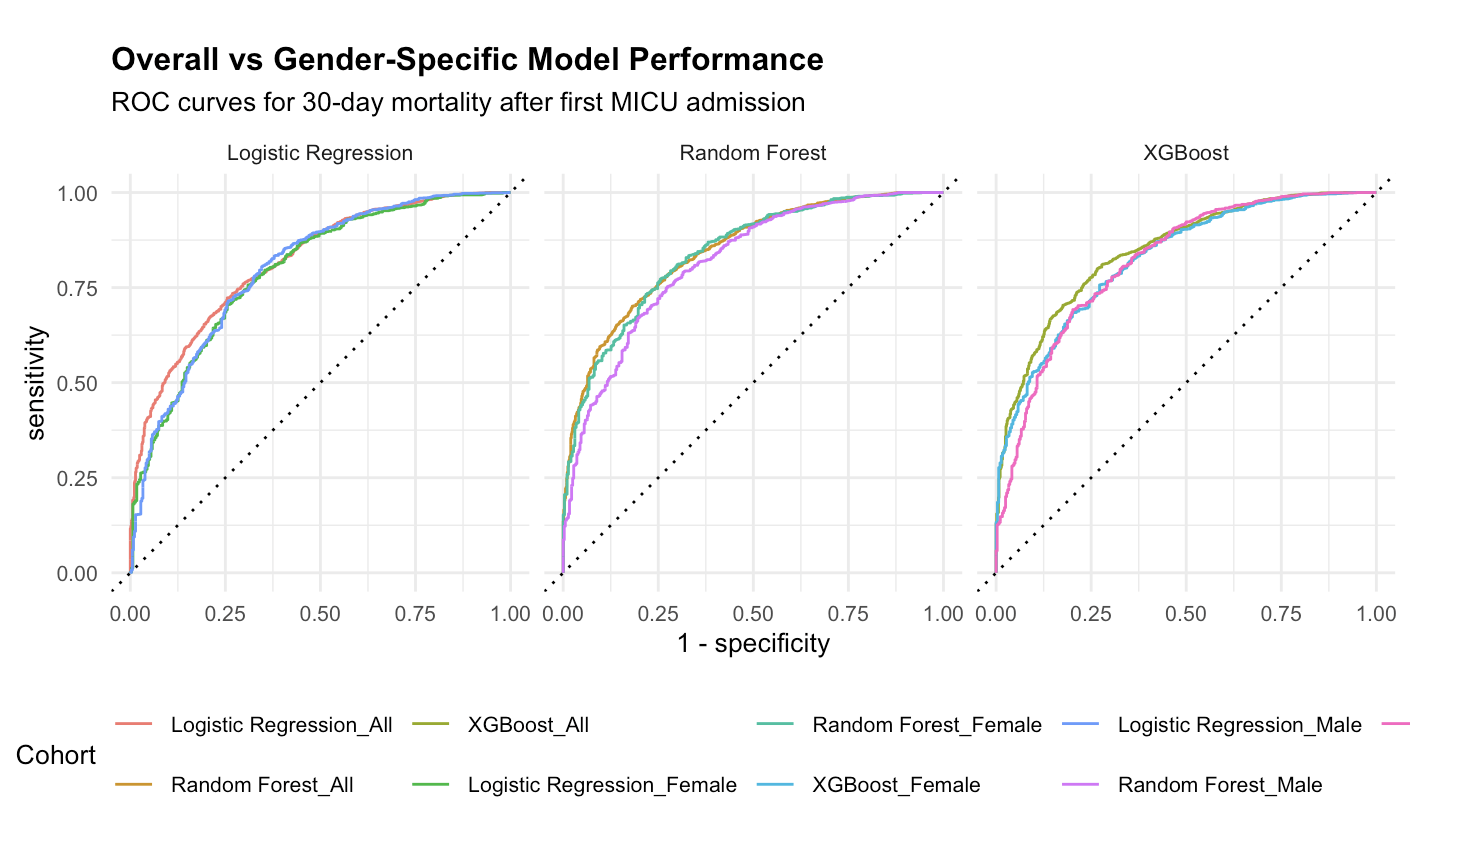 Overall vs Gender-Specific Model Performance
ROC curves for 30-day mortality after first MICU admission
Logistic Regression
Random Forest
XGBoost
sensitivity
1.00
0.75
0.50
0.25
0.00
0.00 0.25 0.50 0.75 1.00
0.00 0.25 0.50 0.75 1.00
0.00 0.25 0.50 0.75 1.00
1 - specificity
Cohort
Logistic Regression_All
XGBoost_All
Random Forest_Female
Logistic Regression_Male
Random Forest_All
Logistic Regression_Female
XGBoost_Female
Random Forest_Male